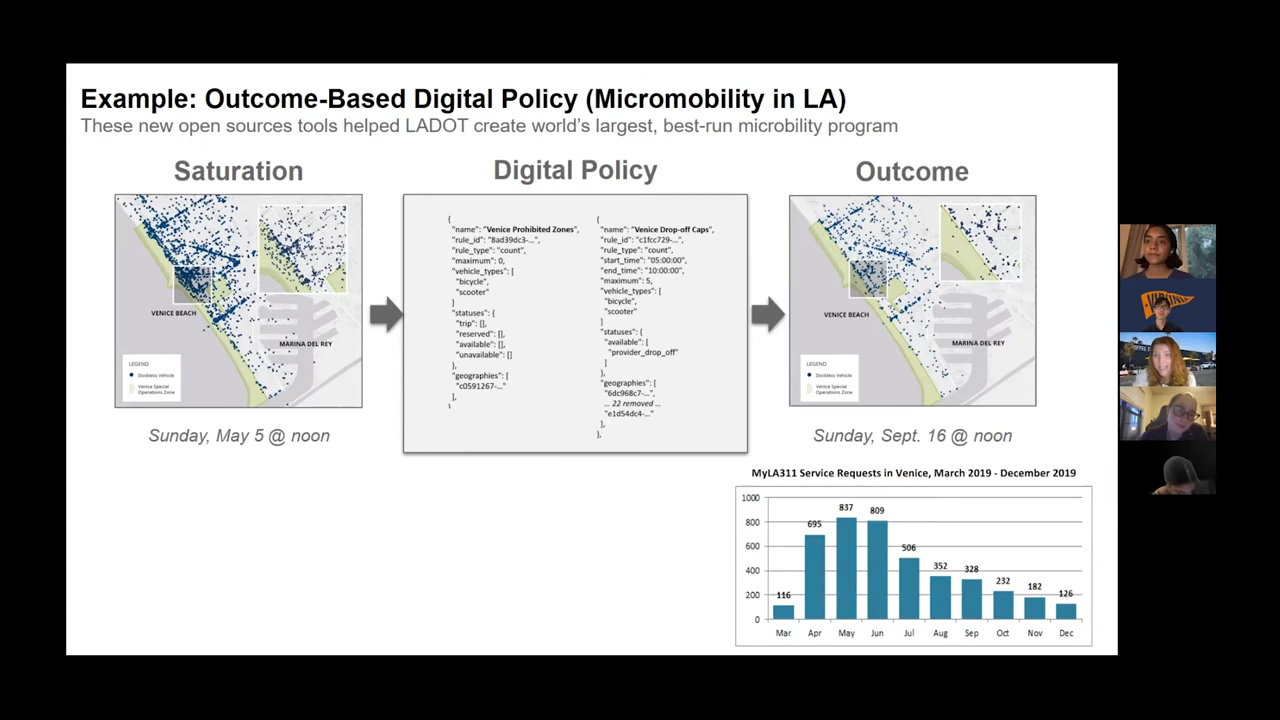 Example: Outcome-Based Digital Policy (Micromobility in LA)
These new open sources tools helped LADOT create world's largest, best-run microbility program
Saturation
VENICE BEACH
MARINA DEL REY
LEGEND
Dockless Vehicle
Venice Special
Operations Zone
Sunday, May 5 @ noon
Digital Policy
{
"name": "Venice Prohibited Zones",
"rule_id": "8ad39dc3-...",
"rule_type": "count",
"maximum": 0,
"vehicle_types": [
"bicycle",
"scooter"
]
"statuses": {
"trip": [],
"reserved": [],
"available": [],
"unavailable": []
},
"geographies": [
"c0591267-..."
],
}
{
"name": "Venice Drop-off Caps",
"rule_id": "c1fcc729-...",
"rule_type": "count",
"start_time": "05:00:00",
"end_time": "10:00:00",
"maximum": 5,
"vehicle_types": [
"bicycle",
"scooter"
]
"statuses": {
"available": [
"provider_drop_off"
]
},
"geographies": [
"6dc968c7-...",
... 22 removed ...
"e1d54dc4-..."
],
},
Outcome
VENICE BEACH
MARINA DEL REY
LEGEND
Dockless Vehicle
Venice Special
Operations Zone
Sunday, Sept. 16 @ noon
MyLA311 Service Requests in Venice, March 2019 - December 2019
1000
800
600
400
200
0
116
695
837
809
506
352
328
232
182
126
Mar Apr May Jun Jul Aug Sep Oct Nov Dec